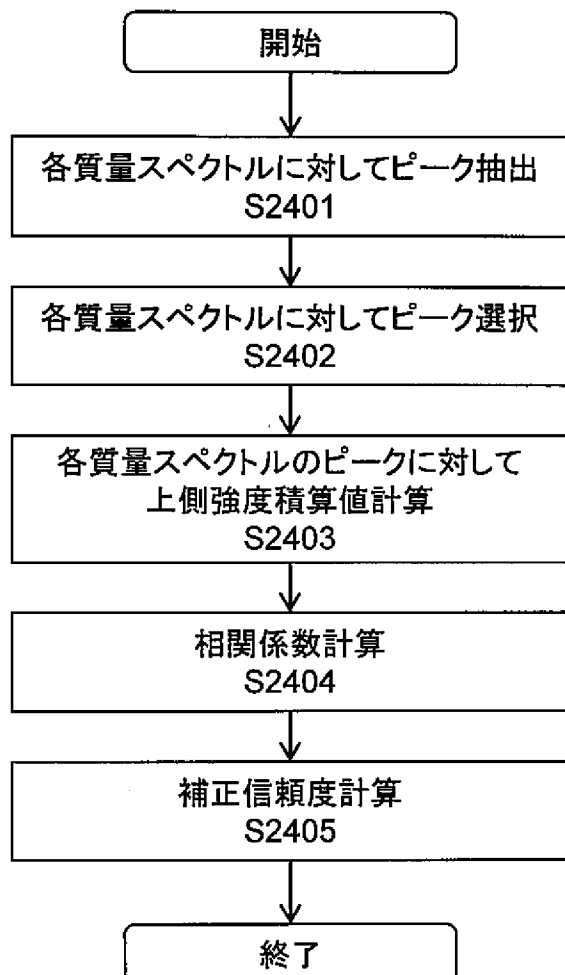 開始
各質量スペクトルに対してピーク抽出
S2401
各質量スペクトルに対してピーク選択
S2402
各質量スペクトルのピークに対して
上側強度積算値計算
S2403
相関係数計算
S2404
補正信頼度計算
S2405
終了